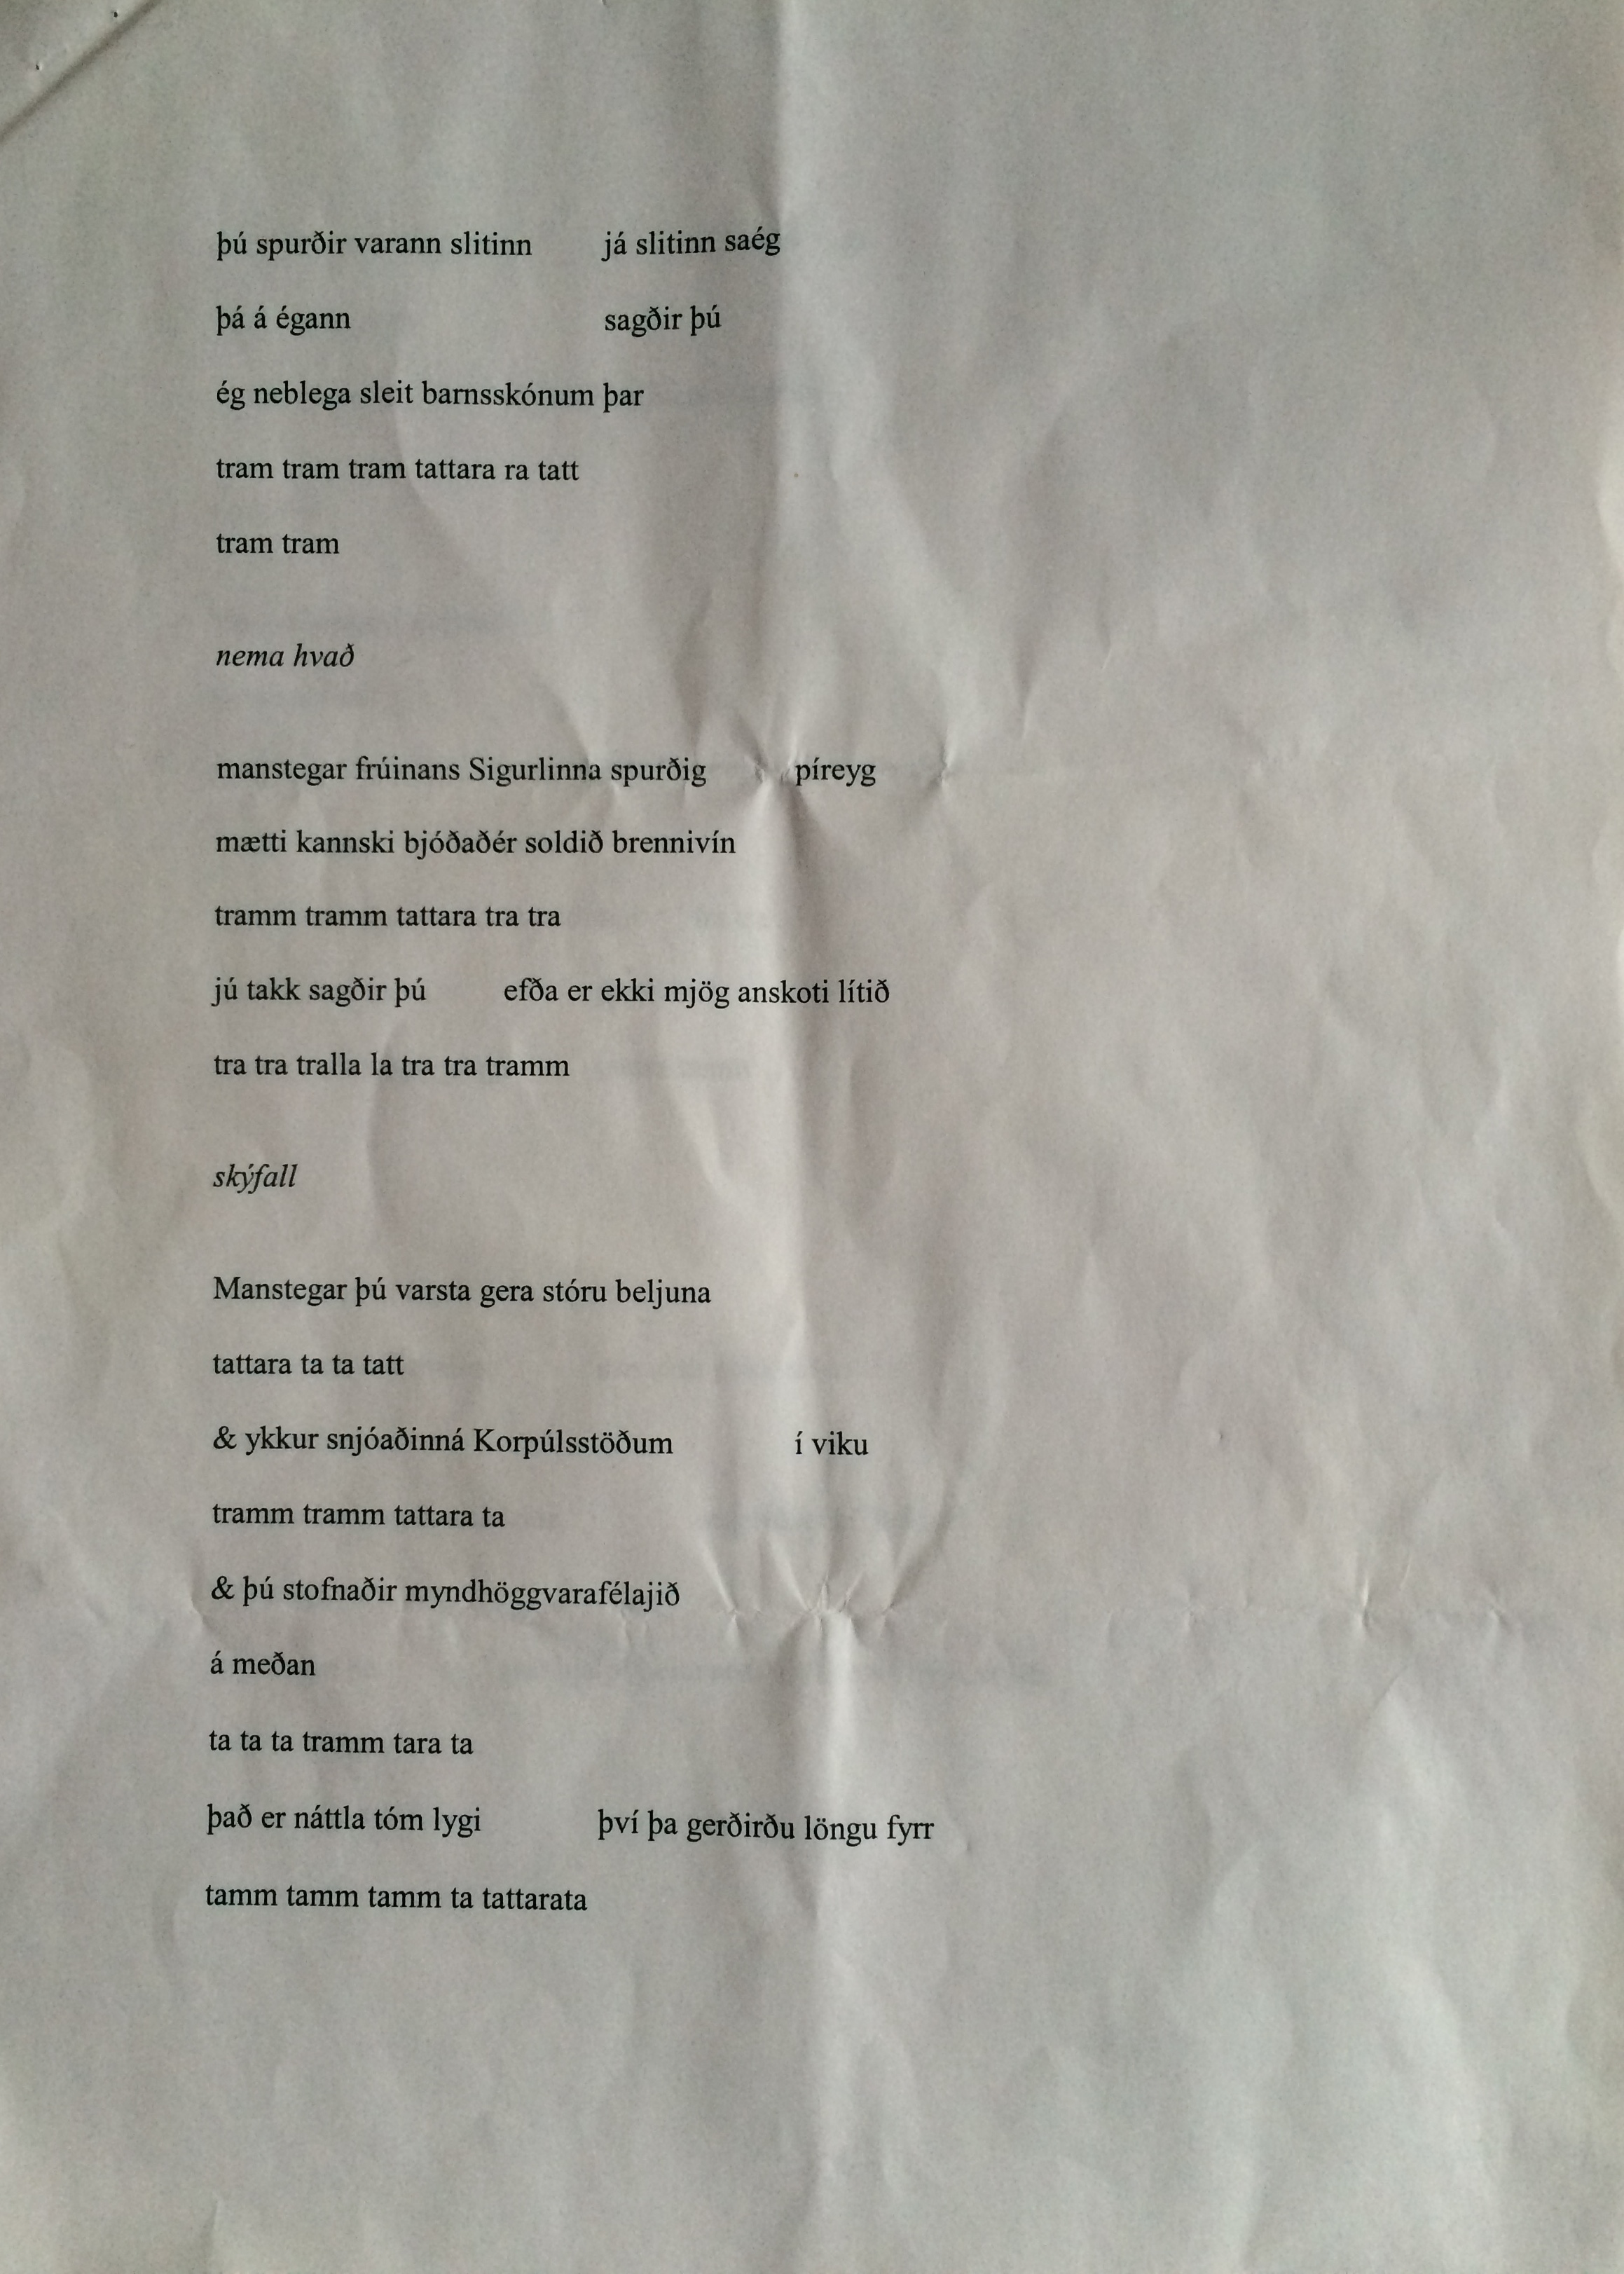 þú spurðir varann slitinn já slitinn saég
þá á égann sagðir þú
ég neblega sleit barnsskónum þar
tram tram tram tattara ra tatt
tram tram
nema hvað
manstegar frúinans Sigurlinna spurðig píreyg
mætti kannski bjóðaðér soldið brennivín
tramm tramm tattara tra tra
jú takk sagðir þú efða er ekki mjög anskoti lítið
tra tra tralla la tra tra tramm
skýfall
Manstegar þú varsta gera stóru beljuna
tattara ta ta tatt
& ykkur snjóaðinná Korpúlsstöðum í viku
tramm tramm tattara ta
& þú stofnaðir myndhöggvarafélajið
á meðan
ta ta ta tramm tara ta
það er náttla tóm lygi því þa gerðirðu löngu fyrr
tamm tamm tamm ta tattarata